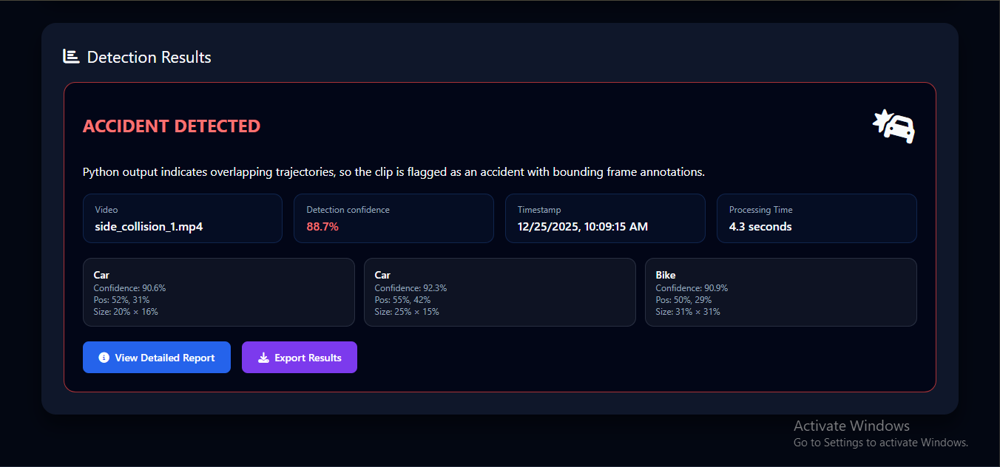 Detection Results
ACCIDENT DETECTED
Python output indicates overlapping trajectories, so the clip is flagged as an accident with bounding frame annotations.
Video
side_collision_1.mp4
Detection confidence
88.7%
Timestamp
12/25/2025, 10:09:15 AM
Processing Time
4.3 seconds
Car
Confidence: 90.6%
Pos: 52%, 31%
Size: 20% × 16%
Car
Confidence: 92.3%
Pos: 55%, 42%
Size: 25% × 15%
Bike
Confidence: 90.9%
Pos: 50%, 29%
Size: 31% × 31%
View Detailed Report
Export Results
Activate Windows
Go to Settings to activate Windows.